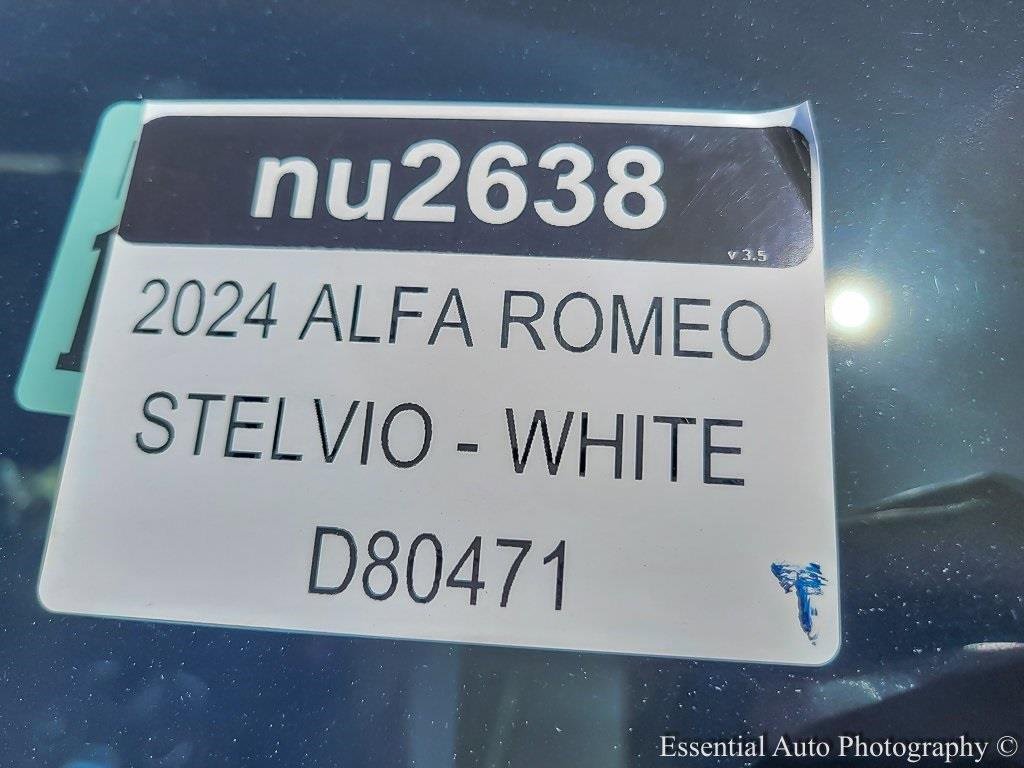 nu2638
v 3.5
2024 ALFA ROMEO
STELVIO - WHITE
D80471
T
Essential Auto Photography ©